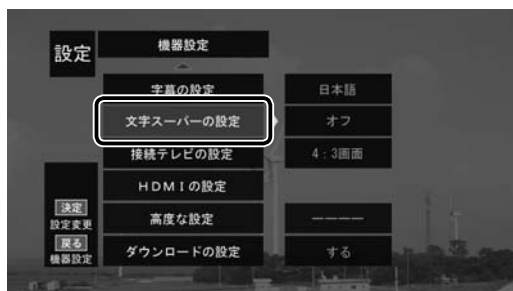 設定
機器設定
字幕の設定 日本語
文字スーパーの設定 オフ
接続テレビの設定 4:3画面
HDMIの設定
高度な設定 ーーーー
ダウンロードの設定 する
決定
設定変更
戻る
機器設定